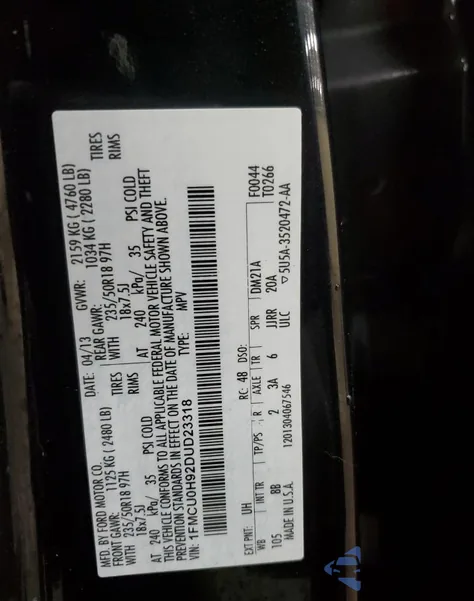 MFD. BY FORD MOTOR CO.
DATE: 04/13 GVWR: 2159 KG ( 4760 LB)
FRONT GAWR: 1125 KG ( 2480 LB) REAR GAWR: 1034 KG ( 2280 LB)
WITH 235/50R18 97H TIRES WITH 235/50R18 97H TIRES
18x7.5J RIMS 18x7.5J RIMS
AT 240 kPa/ 35 PSI COLD AT 240 kPa/ 35 PSI COLD
THIS VEHICLE CONFORMS TO ALL APPLICABLE FEDERAL MOTOR VEHICLE SAFETY AND THEFT
PREVENTION STANDARDS IN EFFECT ON THE DATE OF MANUFACTURE SHOWN ABOVE.
VIN: 1FMCU0H92DUD23318 TYPE: MPV
EXT PNT: UH RC: 48 DSO: F0044
WB INT TR TP/PS R AXLE TR SPR DM21A T0266
105 BB 2 3A 6 JJRR 20A
MADE IN U.S.A. 1201304067546 ULC ▽5U5A-3520472-AA